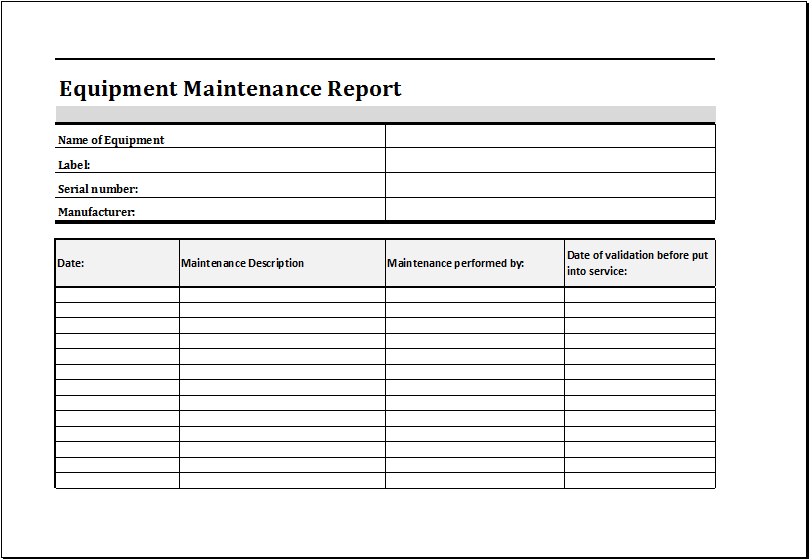 Equipment Maintenance Report
Name of Equipment
Label:
Serial number:
Manufacturer:
Date:
Maintenance Description
Maintenance performed by:
Date of validation before put
into service: